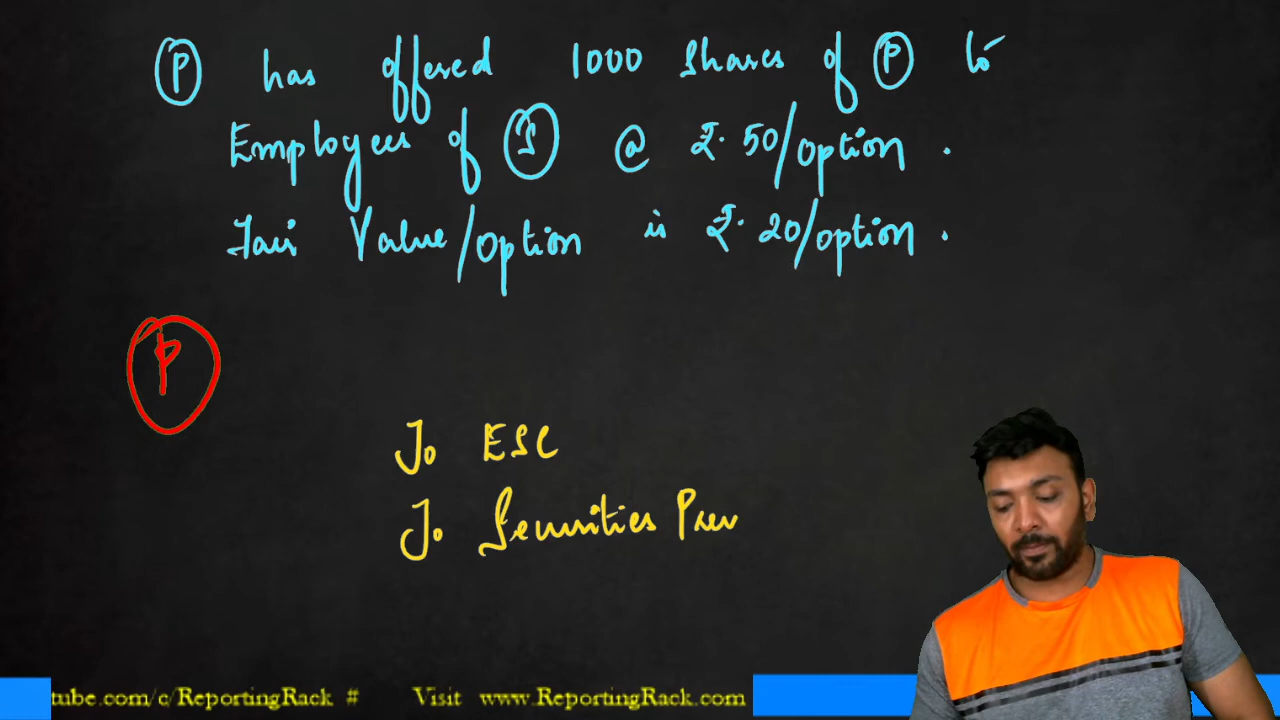 P has offered 1000 Shares of P to
Employees of S @ ₹. 50/option.
Fair Value/option is ₹. 20/option.
P
To ESC
To Securities Prem
tube.com/c/ReportingRack # Visit www.ReportingRack.com